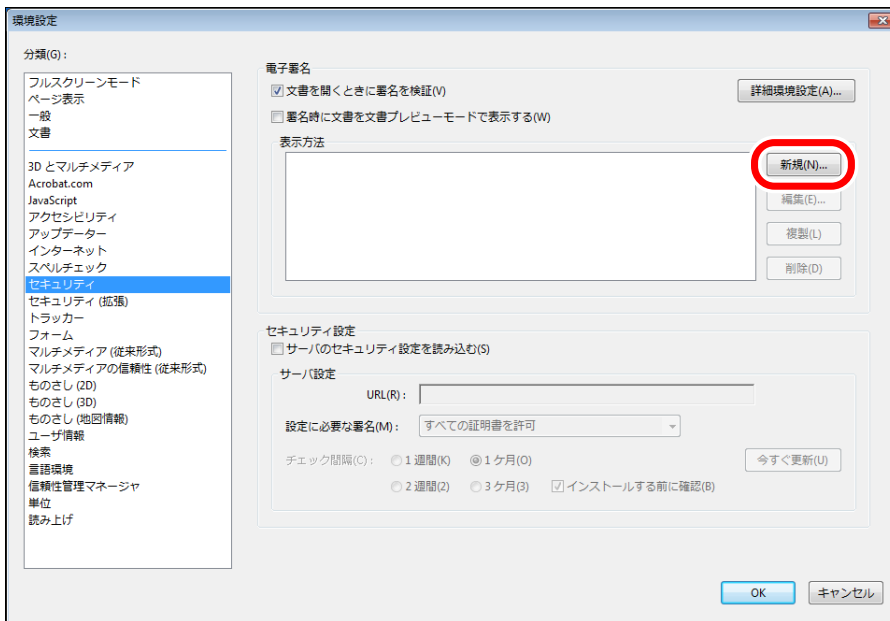 環境設定
分類(G):
フルスクリーンモード
ページ表示
一般
文書
3D とマルチメディア
Acrobat.com
JavaScript
アクセシビリティ
アップデーター
インターネット
スペルチェック
セキュリティ
セキュリティ (拡張)
トラッカー
フォーム
マルチメディア (従来形式)
マルチメディアの信頼性 (従来形式)
ものさし (2D)
ものさし (3D)
ものさし (地図情報)
ユーザ情報
検索
言語環境
信頼性管理マネージャ
単位
読み上げ
電子署名
文書を開くときに署名を検証(V)
詳細環境設定(A)...
署名時に文書を文書プレビューモードで表示する(W)
表示方法
新規(N)...
編集(E)...
複製(L)
削除(D)
セキュリティ設定
サーバのセキュリティ設定を読み込む(S)
サーバ設定
URL(R):
設定に必要な署名(M): すべての証明書を許可
チェック間隔(C): 1 週間(K) 1 ケ月(O) 今すぐ更新(U)
2 週間(2) 3 ケ月(3) インストールする前に確認(B)
OK キャンセル